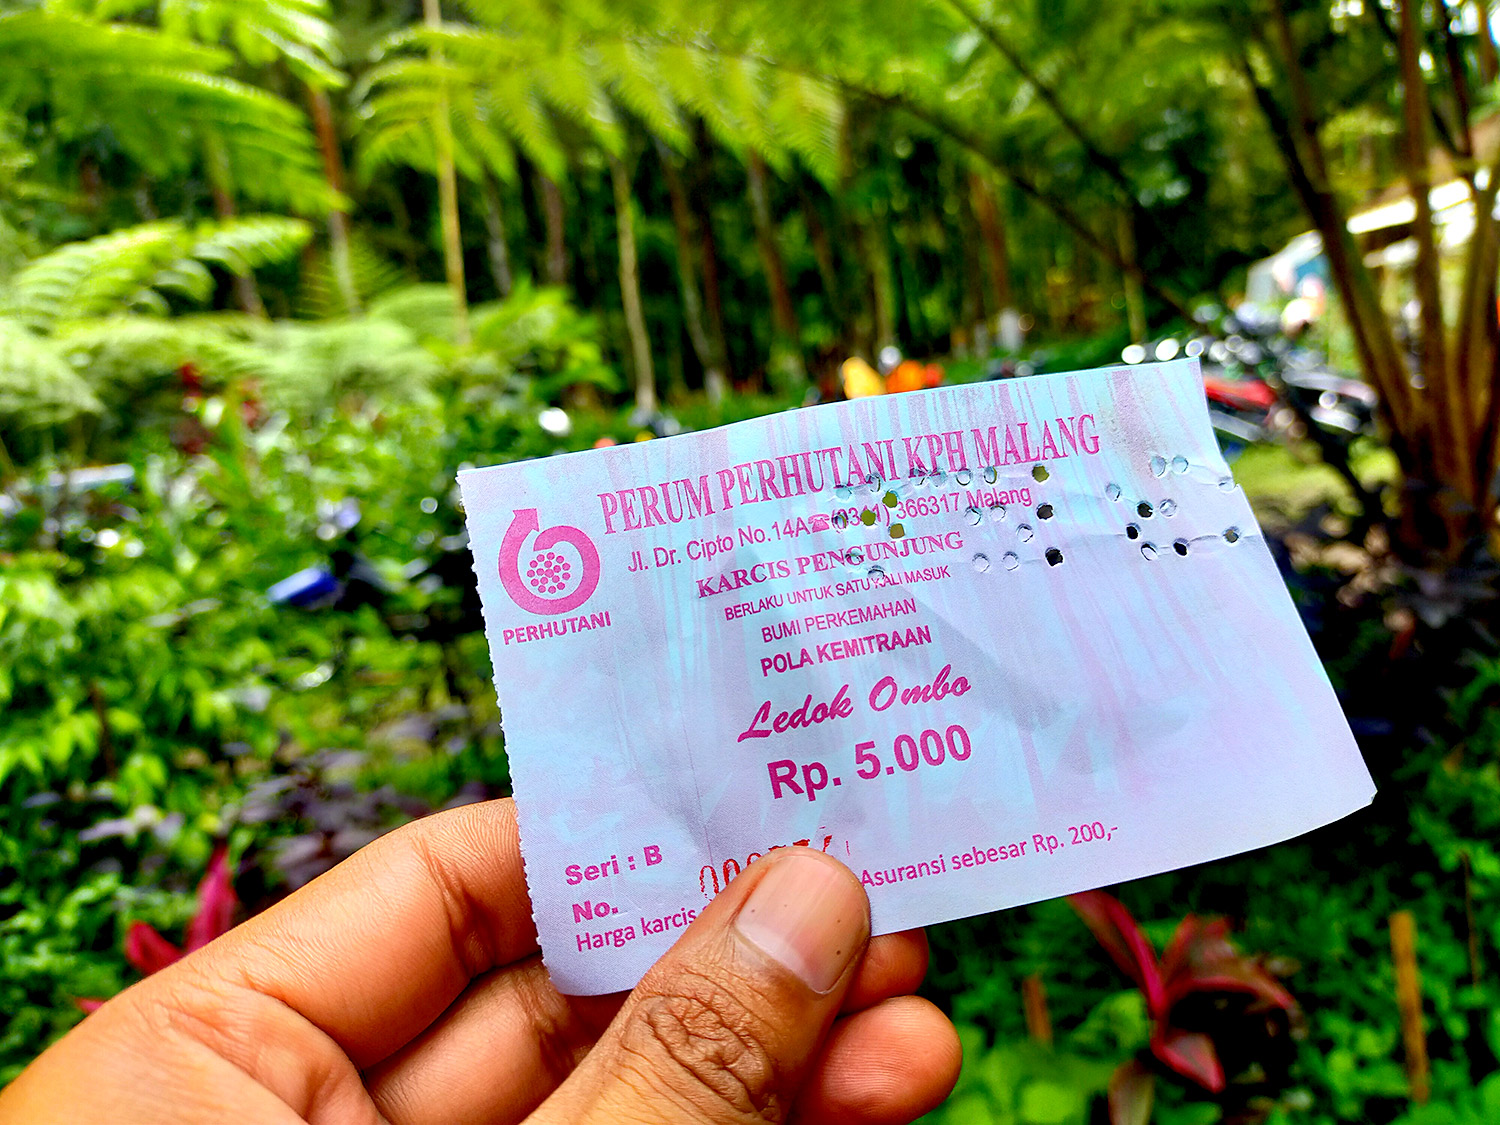 PERUM PERHUTANI KPH MALANG
Jl. Dr. Cipto No.14A☎(0341) 366317 Malang
KARCIS PENGUNJUNG
BERLAKU UNTUK SATU KALI MASUK
BUMI PERKEMAHAN
POLA KEMITRAAN
Ledok Ombo
Rp. 5.000
PERHUTANI
Seri : B
No.
Harga karcis Asuransi sebesar Rp. 200,-